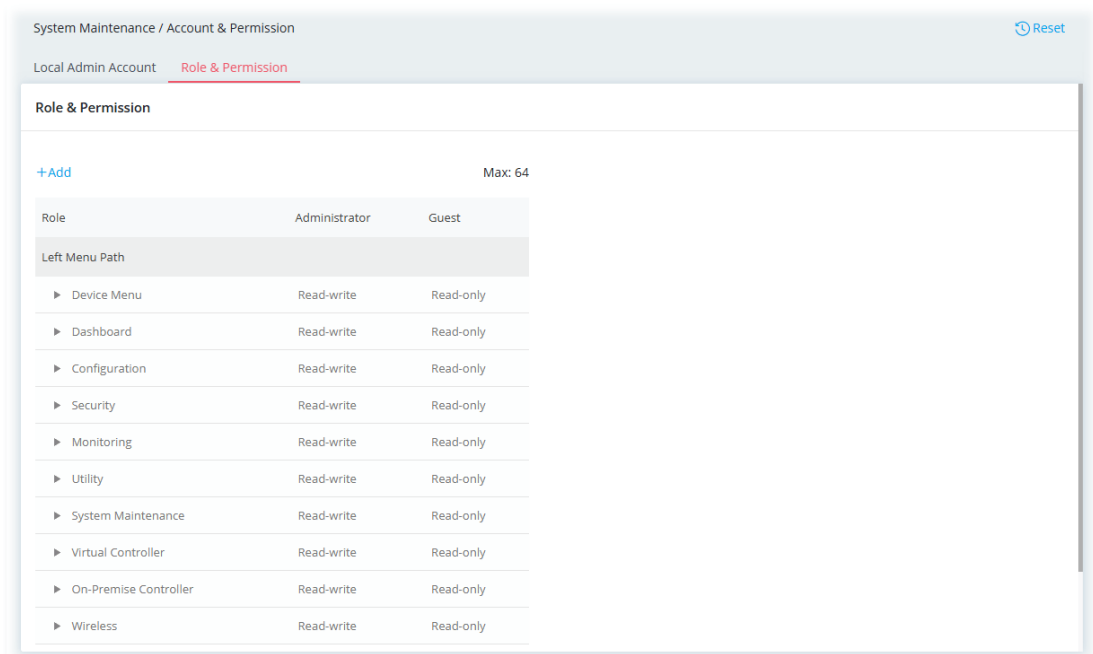 System Maintenance / Account & Permission
Reset
Local Admin Account Role & Permission
Role & Permission
+Add Max: 64
Role Administrator Guest
Left Menu Path
Device Menu Read-write Read-only
Dashboard Read-write Read-only
Configuration Read-write Read-only
Security Read-write Read-only
Monitoring Read-write Read-only
Utility Read-write Read-only
System Maintenance Read-write Read-only
Virtual Controller Read-write Read-only
On-Premise Controller Read-write Read-only
Wireless Read-write Read-only